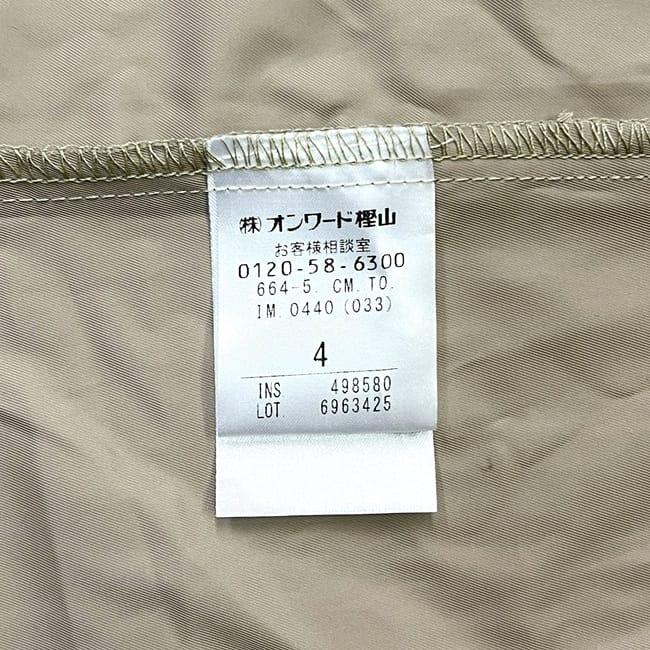 ㈱オンワード樫山
お客様相談室
0120-58-6300
664-5. CM. TO.
IM. 0440 (033)
4
INS. 498580
LOT. 6963425